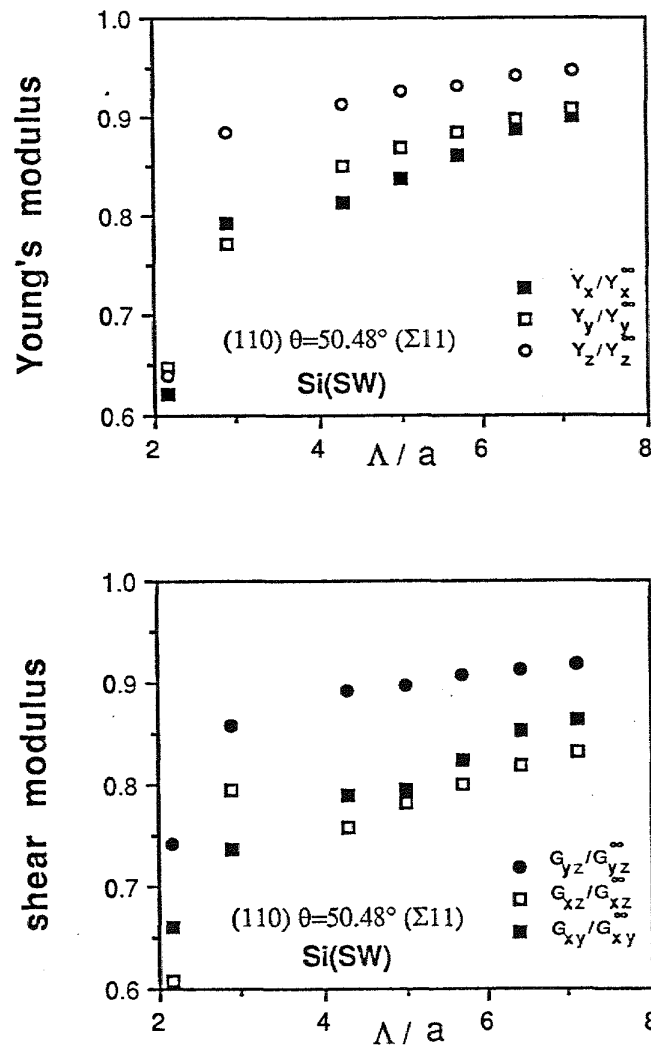 1.0
0.9
0.8
0.7
0.6
Young's modulus
Y_x/Y_x^∞
Y_y/Y_y^∞
Y_z/Y_z^∞
(110) θ=50.48° (Σ11)
Si(SW)
2 4 6 8
Λ/a
1.0
0.9
0.8
0.7
0.6
shear modulus
G_yz/G_yz^∞
G_xz/G_xz^∞
G_xy/G_xy^∞
(110) θ=50.48° (Σ11)
Si(SW)
2 4 6 8
Λ/a